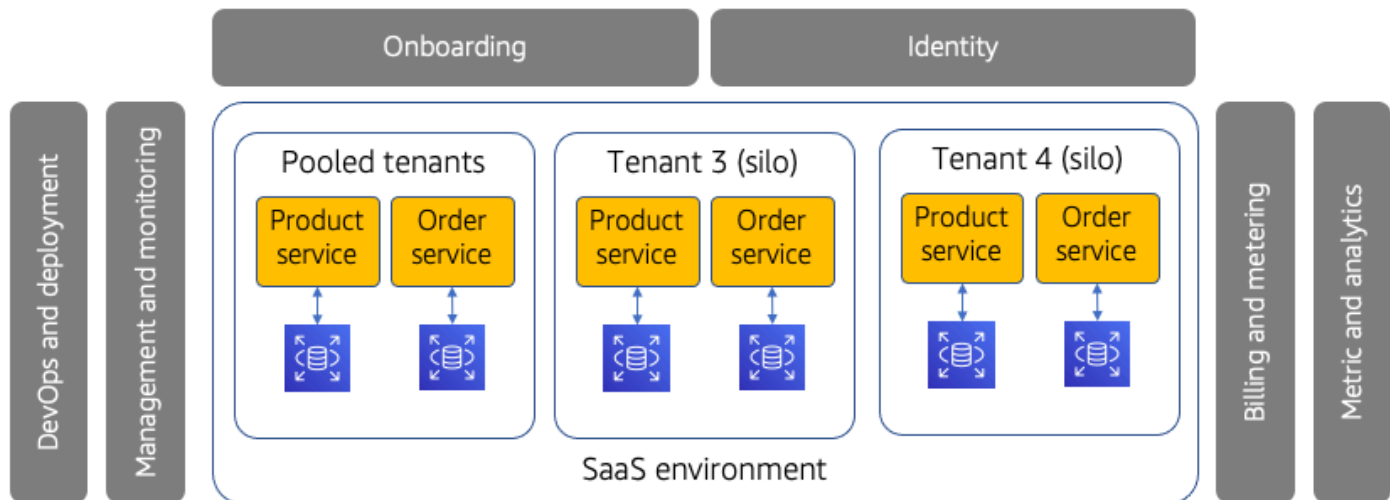 Onboarding
Identity
DevOps and deployment
Management and monitoring
Pooled tenants
Product
service
Order
service
Tenant 3 (silo)
Product
service
Order
service
Tenant 4 (silo)
Product
service
Order
service
SaaS environment
Billing and metering
Metric and analytics